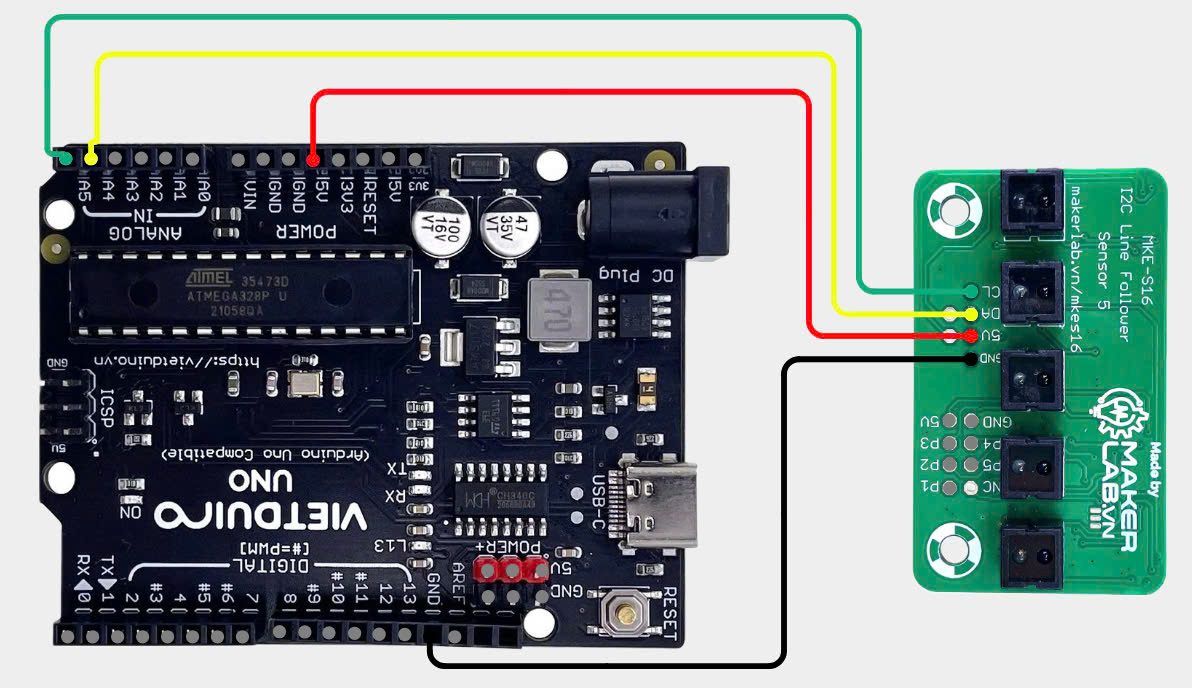 A5
A4
A3
A2
A1
A0
VIN
GND
GND
5V
3V3
RESET
5V
3V3
ANALOG
IN
POWER
100
16V
VT
47
35V
VT
DC Plug
ATMEL 35473D
ATMEGA328P U
21058QA
470
https://vietduino.vn
GND
ICSP
5V
(Arduino Uno Compatible)
UNO
VIETDUINO
ON
TX
RX
L13
CH340C
USB-C
POWER+
5V
GND
RESET
[#=PWM]
DIGITAL
RX 0
TX 1
2
#3
4
#5
#6
7
8
#9
#10
#11
12
13
GND
AREF
MKE-S16
I2C Line Follower
Sensor 5
makerlab.vn/mkes16
CL
DA
5V
GND
5V GND
P3 P4
P2 P5
P1 NC
Made by
MAKER
LAB.VN